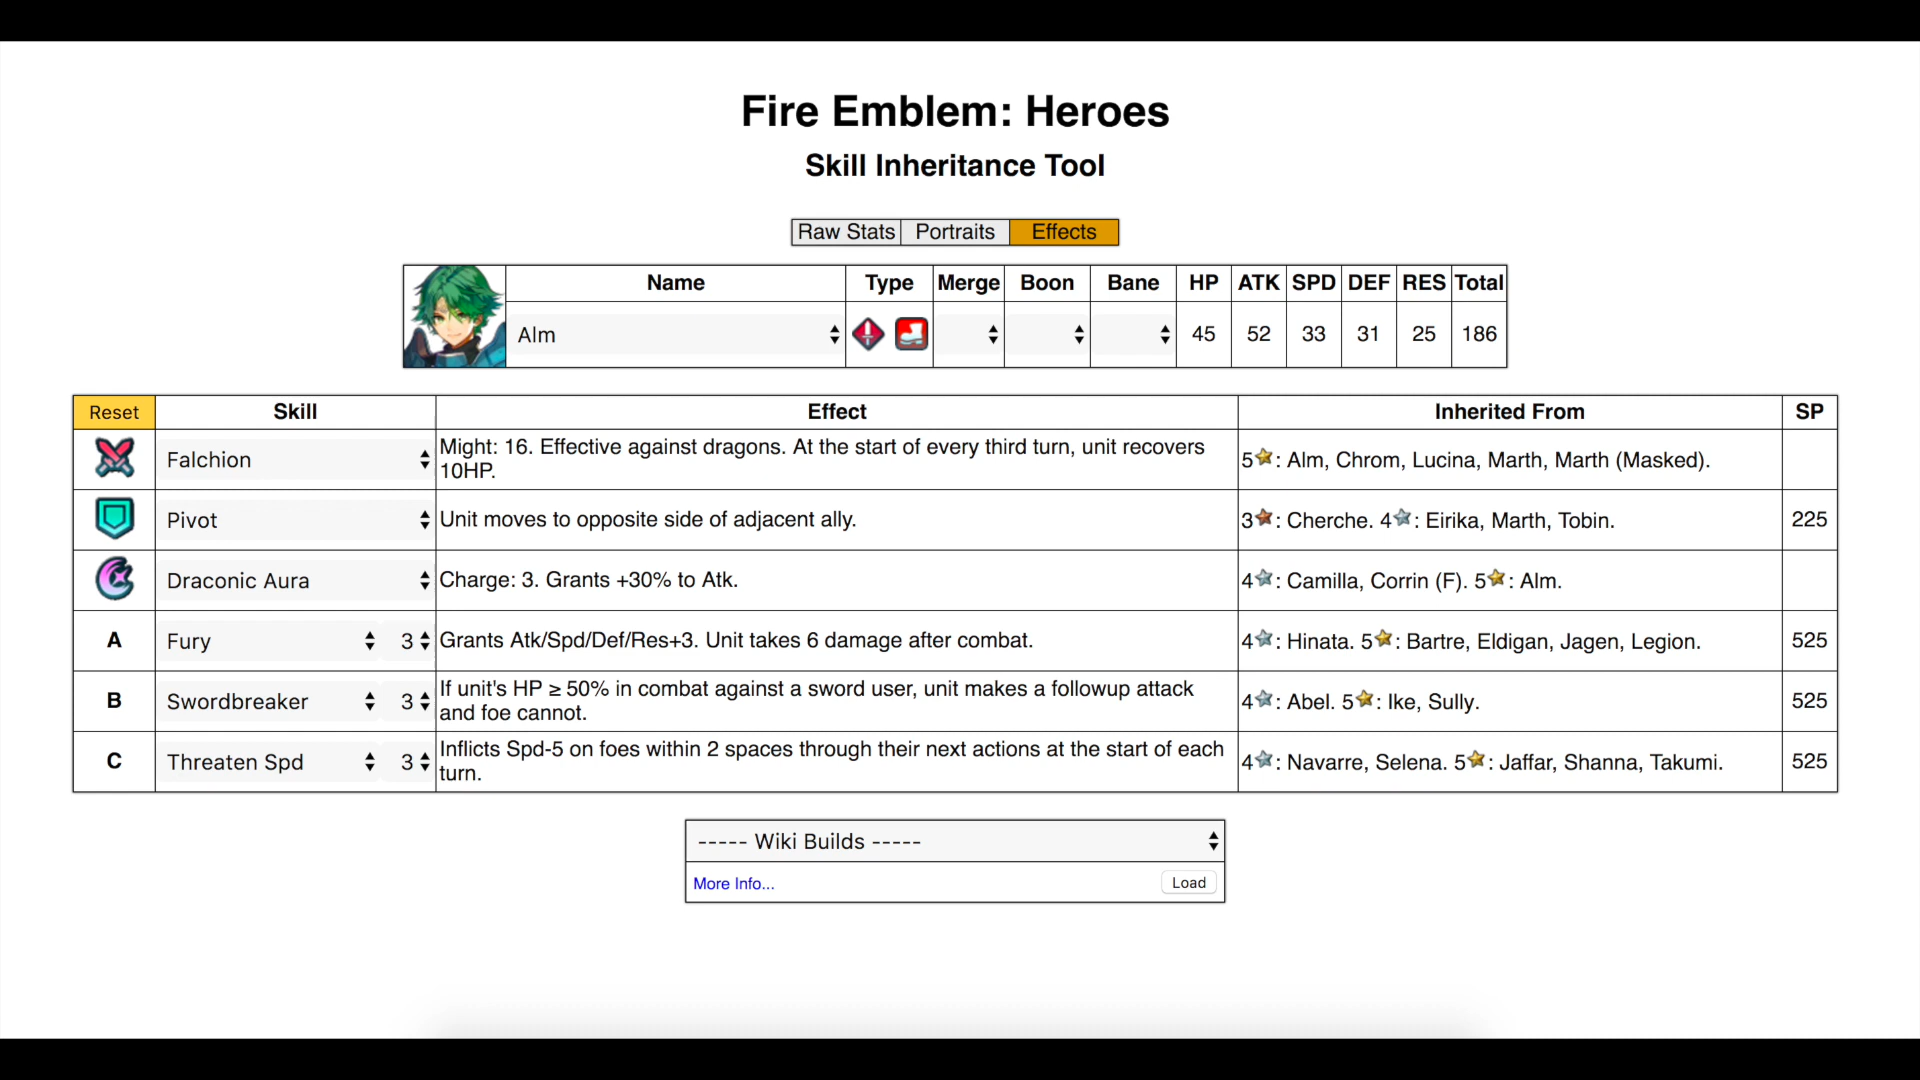 Fire Emblem: Heroes
Skill Inheritance Tool
Raw Stats Portraits Effects
Name Type Merge Boon Bane HP ATK SPD DEF RES Total
Alm 45 52 33 31 25 186
Reset Skill Effect Inherited From SP
Falchion Might: 16. Effective against dragons. At the start of every third turn, unit recovers
10HP.
5: Alm, Chrom, Lucina, Marth, Marth (Masked).
Pivot Unit moves to opposite side of adjacent ally. 3: Cherche. 4: Eirika, Marth, Tobin. 225
Draconic Aura Charge: 3. Grants +30% to Atk. 4: Camilla, Corrin (F). 5: Alm.
A Fury 3 Grants Atk/Spd/Def/Res+3. Unit takes 6 damage after combat. 4: Hinata. 5: Bartre, Eldigan, Jagen, Legion. 525
B Swordbreaker 3 If unit's HP ≥ 50% in combat against a sword user, unit makes a followup attack
and foe cannot.
4: Abel. 5: Ike, Sully. 525
C Threaten Spd 3 Inflicts Spd-5 on foes within 2 spaces through their next actions at the start of each
turn.
4: Navarre, Selena. 5: Jaffar, Shanna, Takumi. 525
----- Wiki Builds -----
More Info... Load